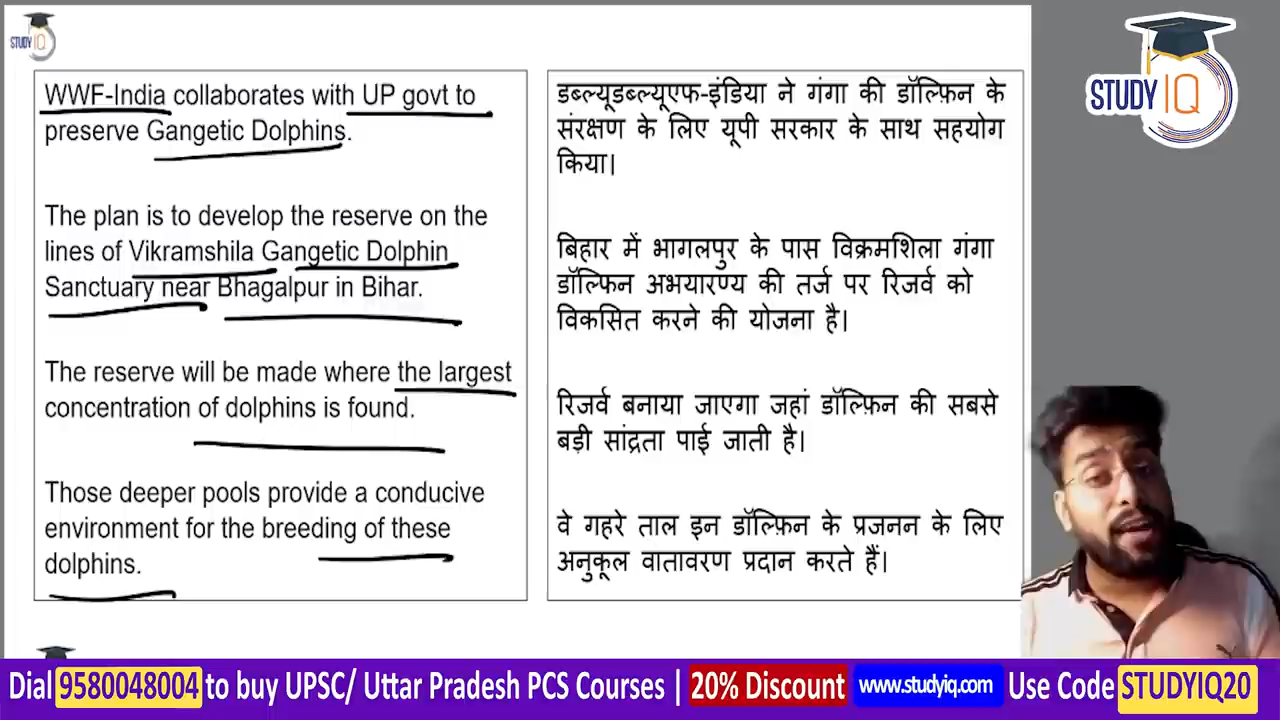 STUDY IQ
WWF-India collaborates with UP govt to
preserve Gangetic Dolphins.
The plan is to develop the reserve on the
lines of Vikramshila Gangetic Dolphin
Sanctuary near Bhagalpur in Bihar.
The reserve will be made where the largest
concentration of dolphins is found.
Those deeper pools provide a conducive
environment for the breeding of these
dolphins.
डब्ल्यूडब्ल्यूएफ-इंडिया ने गंगा की डॉल्फ़िन के
संरक्षण के लिए यूपी सरकार के साथ सहयोग
किया।
बिहार में भागलपुर के पास विक्रमशिला गंगा
डॉल्फिन अभयारण्य की तर्ज पर रिजर्व को
विकसित करने की योजना है।
रिजर्व बनाया जाएगा जहां डॉल्फ़िन की सबसे
बड़ी सांद्रता पाई जाती है।
वे गहरे ताल इन डॉल्फ़िन के प्रजनन के लिए
अनुकूल वातावरण प्रदान करते हैं।
STUDY IQ
Dial 9580048004 to buy UPSC/ Uttar Pradesh PCS Courses | 20% Discount www.studyiq.com Use Code STUDYIQ20